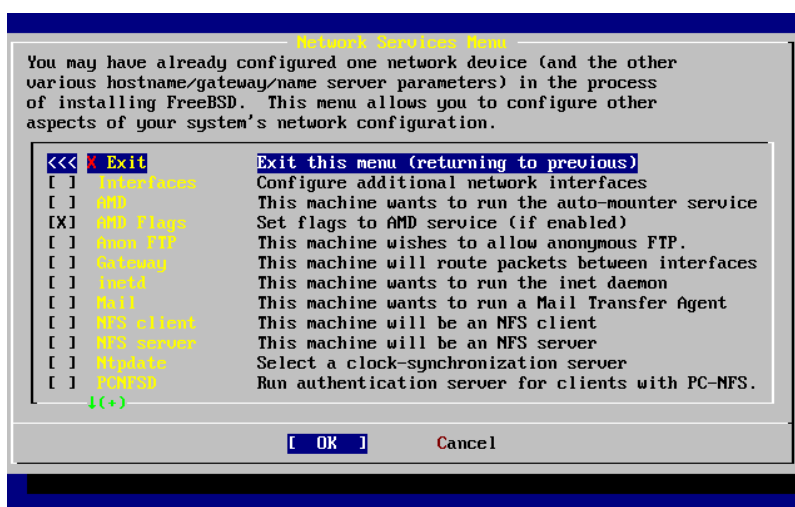 Network Services Menu
You may have already configured one network device (and the other
various hostname/gateway/name server parameters) in the process
of installing FreeBSD.  This menu allows you to configure other
aspects of your system's network configuration.
<<< X Exit Exit this menu (returning to previous)
[ ] Interfaces Configure additional network interfaces
[ ] AMD This machine wants to run the auto-mounter service
[X] AMD Flags Set flags to AMD service (if enabled)
[ ] Anon FTP This machine wishes to allow anonymous FTP.
[ ] Gateway This machine will route packets between interfaces
[ ] inetd This machine wants to run the inet daemon
[ ] Mail This machine wants to run a Mail Transfer Agent
[ ] NFS client This machine will be an NFS client
[ ] NFS server This machine will be an NFS server
[ ] Ntpdate Select a clock-synchronization server
[ ] PCNFSD Run authentication server for clients with PC-NFS.
↓(+)
[ OK ] Cancel